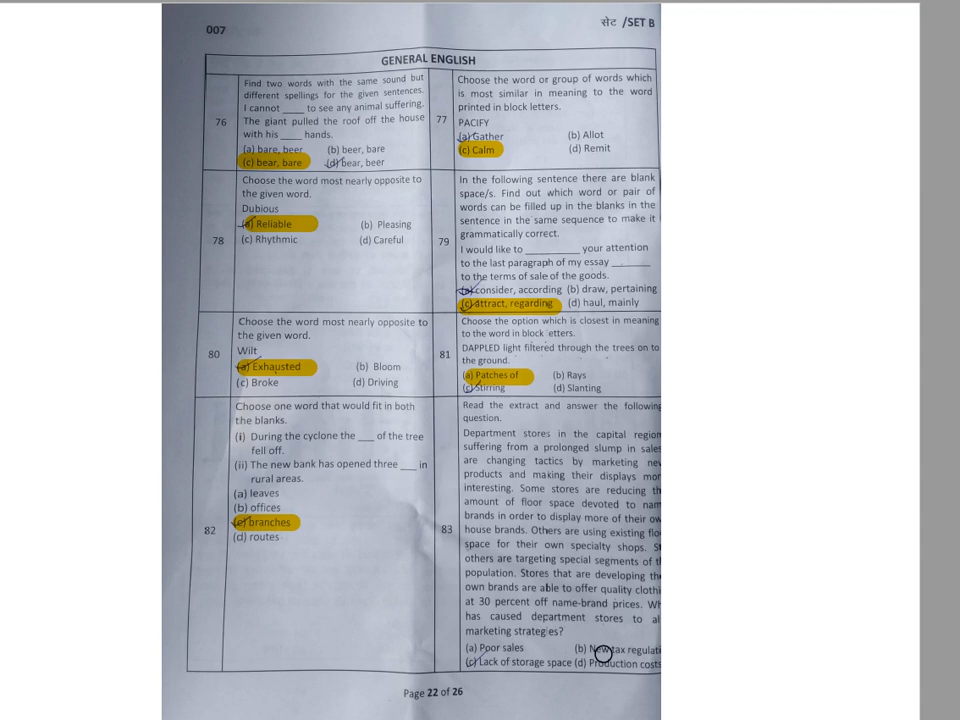 007
सेट /SET B
GENERAL ENGLISH
76
Find two words with the same sound but
different spellings for the given sentences.
I cannot ____ to see any animal suffering.
The giant pulled the roof off the house
with his ____ hands.
(a) bare, beer (b) beer, bare
(c) bear, bare (d) bear, beer
77
Choose the word or group of words which
is most similar in meaning to the word
printed in block letters.
PACIFY
(a) Gather (b) Allot
(c) Calm (d) Remit
78
Choose the word most nearly opposite to
the given word.
Dubious
(a) Reliable (b) Pleasing
(c) Rhythmic (d) Careful
79
In the following sentence there are blank
space/s. Find out which word or pair of
words can be filled up in the blanks in the
sentence in the same sequence to make it
grammatically correct.
I would like to __________ your attention
to the last paragraph of my essay _______
to the terms of sale of the goods.
(a) consider, according (b) draw, pertaining
(c) attract, regarding (d) haul, mainly
80
Choose the word most nearly opposite to
the given word.
Wilt
(a) Exhausted (b) Bloom
(c) Broke (d) Driving
81
Choose the option which is closest in meaning
to the word in block etters.
DAPPLED light filtered through the trees on to
the ground.
(a) Patches of (b) Rays
(c) Stirring (d) Slanting
82
Choose one word that would fit in both
the blanks.
(i) During the cyclone the ___ of the tree
fell off.
(ii) The new bank has opened three ___ in
rural areas.
(a) leaves
(b) offices
(c) branches
(d) routes
83
Read the extract and answer the following
question.
Department stores in the capital region
suffering from a prolonged slump in sales
are changing tactics by marketing
products and making their displays
interesting. Some stores are reducing
amount of floor space devoted to
brands in order to display more of their
house brands. Others are using existing
space for their own specialty shops.
others are targeting special segments of
population. Stores that are developing
own brands are able to offer quality
at 30 percent off name-brand prices.
has caused department stores to
marketing strategies?
(a) Poor sales (b) New tax
(c) Lack of storage space (d) Production costs
Page 22 of 26